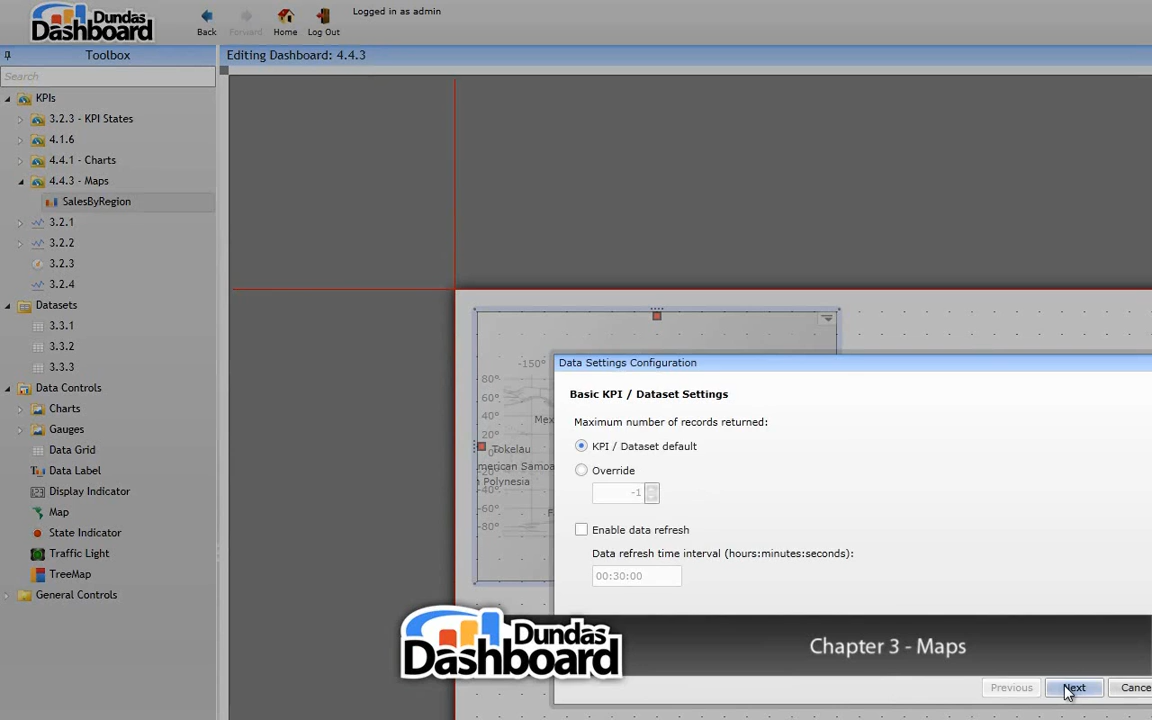 Dundas
Dashboard
Back
Forward
Home
Log Out
Logged in as admin
Toolbox
Editing Dashboard: 4.4.3
Search
KPIs
3.2.3 - KPI States
4.1.6
4.4.1 - Charts
4.4.3 - Maps
SalesByRegion
3.2.1
3.2.2
3.2.3
3.2.4
Datasets
3.3.1
3.3.2
3.3.3
Data Controls
Charts
Gauges
Data Grid
Data Label
Display Indicator
Map
State Indicator
Traffic Light
TreeMap
General Controls
-150°
80°
60°
40°
20°
0°
-20°
-40°
-60°
-80°
Mex
Tokelau
merican Samoa
n Polynesia
F
Data Settings Configuration
Basic KPI / Dataset Settings
Maximum number of records returned:
KPI / Dataset default
Override
-1
Enable data refresh
Data refresh time interval (hours:minutes:seconds):
00:30:00
Dundas
Dashboard
Chapter 3 - Maps
Previous
Next
Cance